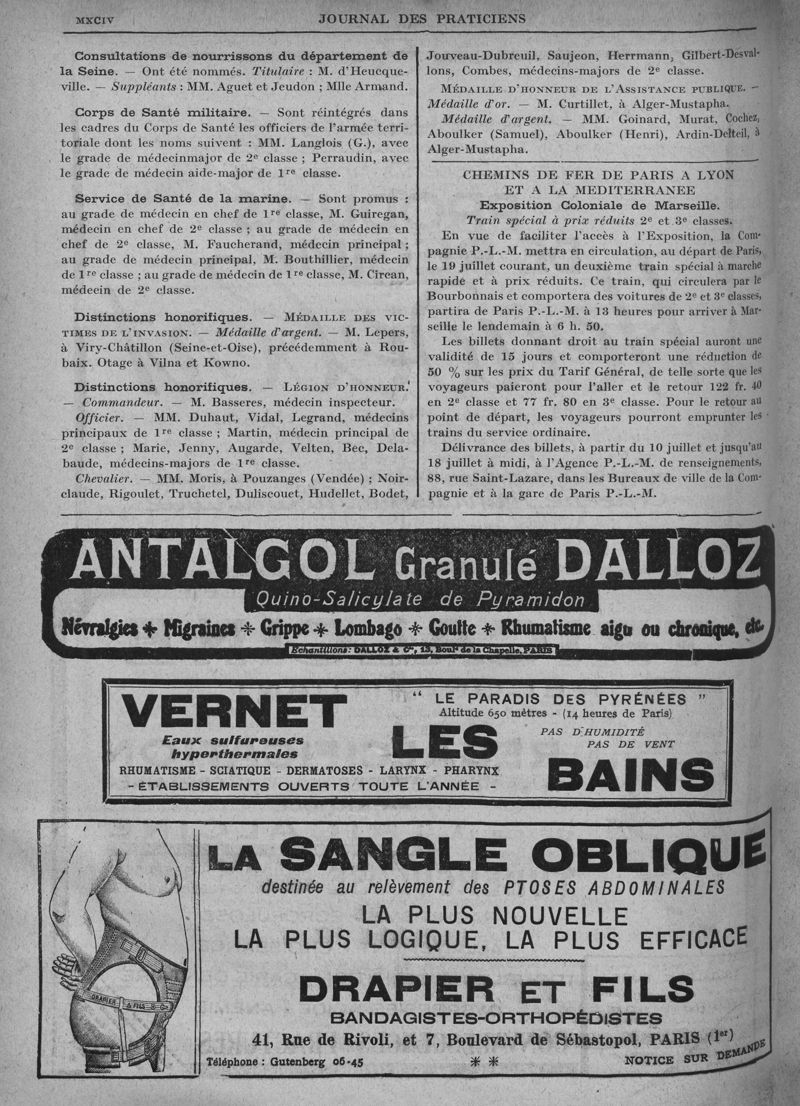 MXCIV
JOURNAL DES PRATICIENS
Consultations de nourrissons du département de
la Seine. — Ont été nommés. Titulaire : M. d'Heucque-
ville. — Suppléants : MM. Aguet et Jeudon ; Mlle Armand.
Corps de Santé militaire. — Sont réintégrés dans
les cadres du Corps de Santé les officiers de l'armée terri-
toriale dont les noms suivent : MM. Langlois (G.), avec
le grade de médecinmajor de 2e classe ; Perraudin, avec
le grade de médecin aide-major de 1re classe.
Service de Santé de la marine. — Sont promus :
au grade de médecin en chef de 1re classe, M. Guiregan,
médecin en chef de 2e classe ; au grade de médecin en
chef de 2e classe, M. Faucherand, médecin principal ;
au grade de médecin principal, M. Bouthillier, médecin
de 1re classe ; au grade de médecin de 1re classe, M. Circan,
médecin de 2e classe.
Distinctions honorifiques. — MÉDAILLE DES VIC-
TIMES DE L'INVASION. — Médaille d'argent. — M. Lepers,
à Viry-Châtillon (Seine-et-Oise), précédemment à Rou-
baix. Otage à Vilna et Kowno.
Distinctions honorifiques. — LÉGION D'HONNEUR.
— Commandeur. — M. Basseres, médecin inspecteur.
Officier. — MM. Duhaut, Vidal, Legrand, médecins
principaux de 1re classe ; Martin, médecin principal de
2e classe ; Marie, Jenny, Augarde, Velten, Bec, Dela-
baude, médecins-majors de 1re classe.
Chevalier. — MM. Moris, à Pouzanges (Vendée) ; Noir-
claude, Rigoulet, Truchetet, Duliscouet, Hudellet, Bodet,
Jouveau-Dubreuil, Saujeon, Herrmann, Gilbert-Desval-
lons, Combes, médecins-majors de 2e classe.
MÉDAILLE D'HONNEUR DE L'ASSISTANCE PUBLIQUE. —
Médaille d'or. — M. Curtillet, à Alger-Mustapha.
Médaille d'argent. — MM. Goinard, Murat, Cochez,
Aboulker (Samuel), Aboulker (Henri), Ardin-Delteil, à
Alger-Mustapha.
CHEMINS DE FER DE PARIS A LYON
ET A LA MEDITERRANEE
Exposition Coloniale de Marseille.
Train spécial à prix réduits 2e et 3e classes.
En vue de faciliter l'accès à l'Exposition, la Com-
pagnie P.-L.-M. mettra en circulation, au départ de Paris,
le 19 juillet courant, un deuxième train spécial à marche
rapide et à prix réduits. Ce train, qui circulera par le
Bourbonnais et comportera des voitures de 2e et 3e classes,
partira de Paris P.-L.-M. à 13 heures pour arriver à Mar-
seille le lendemain à 6 h. 50.
Les billets donnant droit au train spécial auront une
validité de 15 jours et comporteront une réduction de
50 % sur les prix du Tarif Général, de telle sorte que les
voyageurs paieront pour l'aller et le retour 122 fr. 40
en 2e classe et 77 fr. 80 en 3e classe. Pour le retour au
point de départ, les voyageurs pourront emprunter les
trains du service ordinaire.
Délivrance des billets, à partir du 10 juillet et jusqu'au
18 juillet à midi, à l'Agence P.-L.-M. de renseignements,
88, rue Saint-Lazare, dans les Bureaux de ville de la Com-
pagnie et à la gare de Paris P.-L.-M.
ANTALGOL Granulé DALLOZ
Quino-Salicylate de Pyramidon
Névralgies * Migraines * Grippe * Lombago * Goutte * Rhumatisme aigu ou chronique, etc.
Echantillons : DALLOZ & Cie, 13, Bould de la Chapelle, PARIS
VERNET
" LE PARADIS DES PYRÉNÉES "
Altitude 650 mètres - (14 heures de Paris)
Eaux sulfureuses
hyperthermales
LES
PAS D'HUMIDITÉ
PAS DE VENT
RHUMATISME - SCIATIQUE - DERMATOSES - LARYNX - PHARYNX
BAINS
- ÉTABLISSEMENTS OUVERTS TOUTE L'ANNÉE -
LA SANGLE OBLIQUE
destinée au relèvement des PTOSES ABDOMINALES
LA PLUS NOUVELLE
LA PLUS LOGIQUE, LA PLUS EFFICACE
DRAPIER & FILS
DRAPIER ET FILS
BANDAGISTES-ORTHOPÉDISTES
41, Rue de Rivoli, et 7, Boulevard de Sébastopol, PARIS (1er)
Téléphone : Gutenberg 06-45
* *
NOTICE SUR DEMANDE